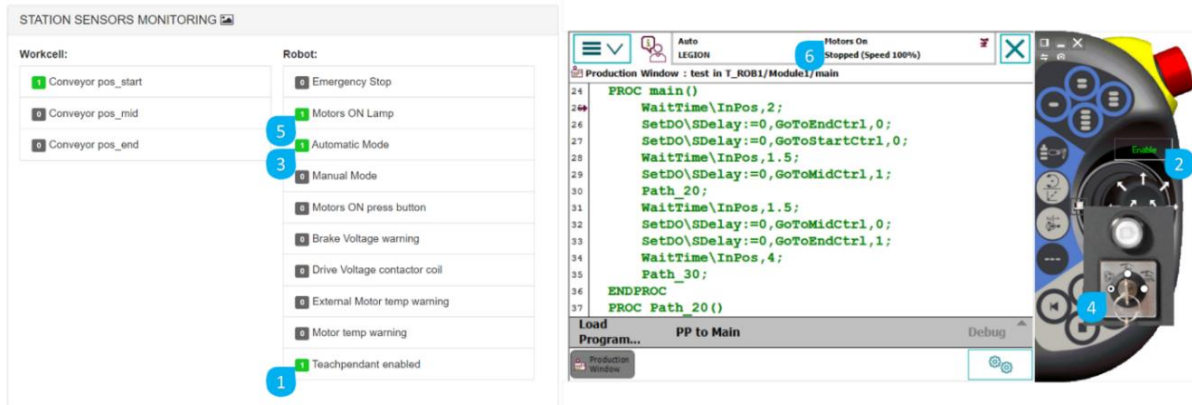 STATION SENSORS MONITORING
Workcell:
1 Conveyor pos_start
0 Conveyor pos_mid
0 Conveyor pos_end
Robot:
0 Emergency Stop
1 Motors ON Lamp
5
1 Automatic Mode
3
0 Manual Mode
0 Motors ON press button
0 Brake Voltage warning
0 Drive Voltage contactor coil
0 External Motor temp warning
0 Motor temp warning
1 Teachpendant enabled
1
Auto
LEGION
Motors On
Stopped (Speed 100%)
6
Production Window : test in T_ROB1/Module1/main
24 PROC main()
25 WaitTime\InPos,2;
26 SetDO\SDelay:=0,GoToEndCtrl,0;
27 SetDO\SDelay:=0,GoToStartCtrl,0;
28 WaitTime\InPos,1.5;
29 SetDO\SDelay:=0,GoToMidCtrl,1;
30 Path_20;
31 WaitTime\InPos,1.5;
32 SetDO\SDelay:=0,GoToMidCtrl,0;
33 SetDO\SDelay:=0,GoToEndCtrl,1;
34 WaitTime\InPos,4;
35 Path_30;
36 ENDPROC
37 PROC Path_20()
Load
Program...
PP to Main
Debug
Production
Window
Enable
2
4